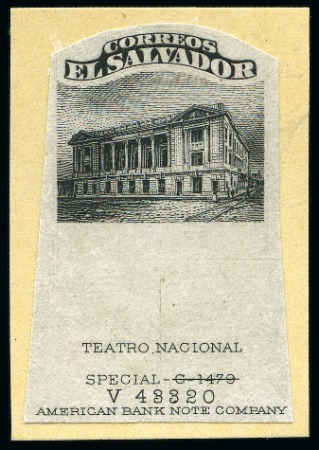 CORREOS
EL SALVADOR
TEATRO NACIONAL
SPECIAL - C-1479
V 43320
AMERICAN BANK NOTE COMPANY